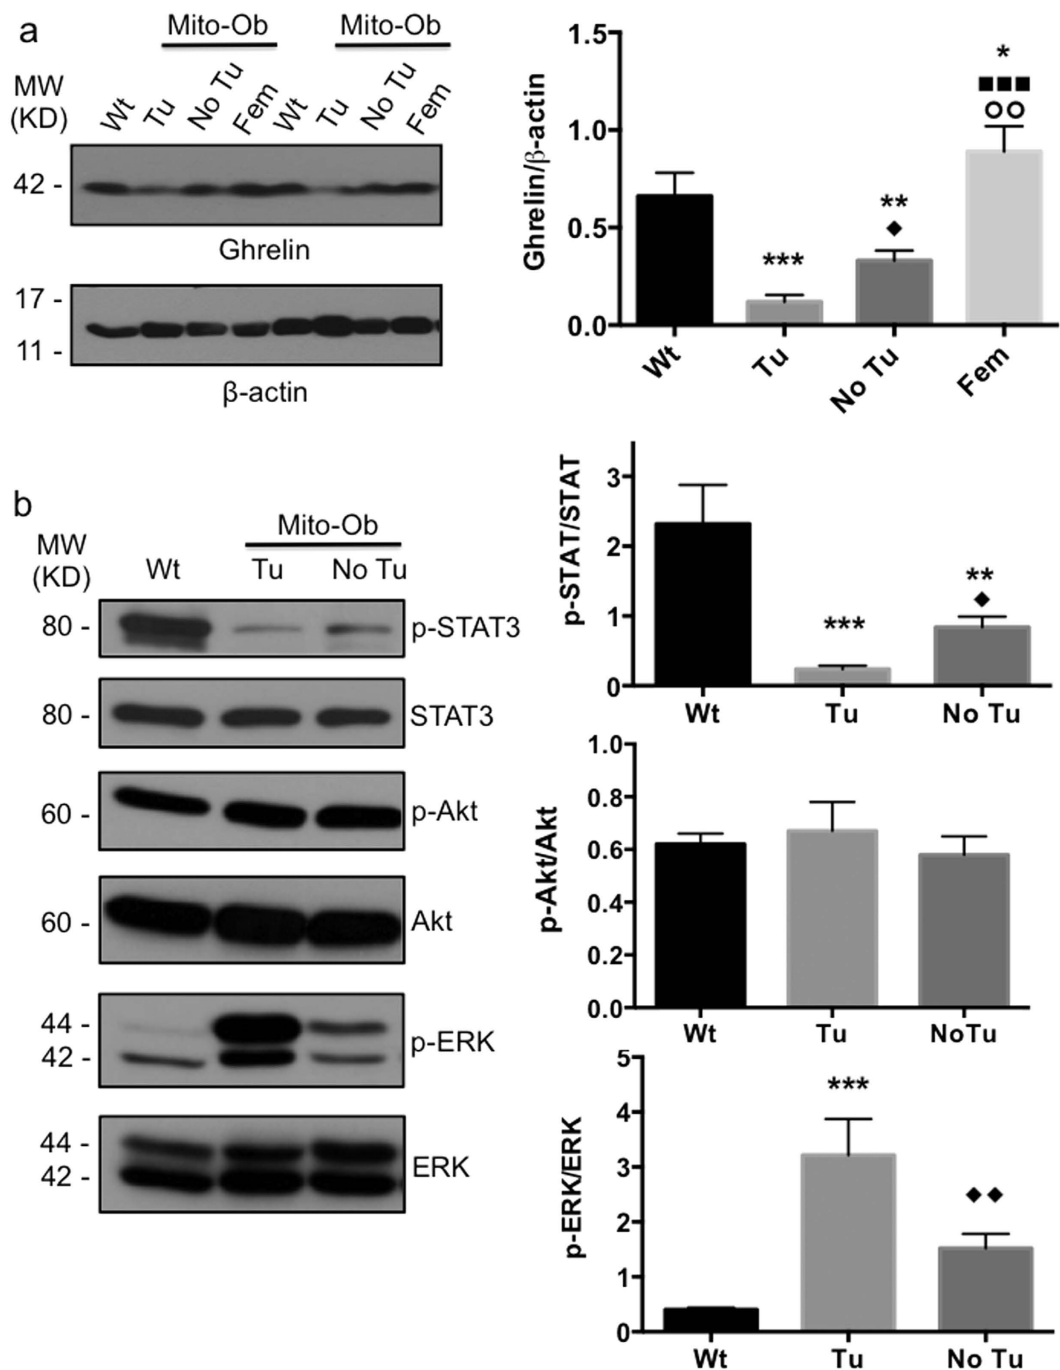 a
Mito-Ob Mito-Ob
MW
(KD)
Wt Tu No Tu Fem Wt Tu No Tu Fem
42 -
Ghrelin
17 -
11 -
β-actin
Ghrelin/β-actin
1.5
1.0
0.5
0.0
***
**
◆
*
■■■
○○
Wt Tu No Tu Fem
b
MW
(KD)
Mito-Ob
Wt Tu No Tu
80 - p-STAT3
80 - STAT3
60 - p-Akt
60 - Akt
44 -
42 -
p-ERK
44 -
42 -
ERK
p-STAT/STAT
3
2
1
0
***
**
◆
Wt Tu No Tu
p-Akt/Akt
1.0
0.8
0.6
0.4
0.2
0.0
Wt Tu NoTu
p-ERK/ERK
5
4
3
2
1
0
***
◆◆
Wt Tu No Tu